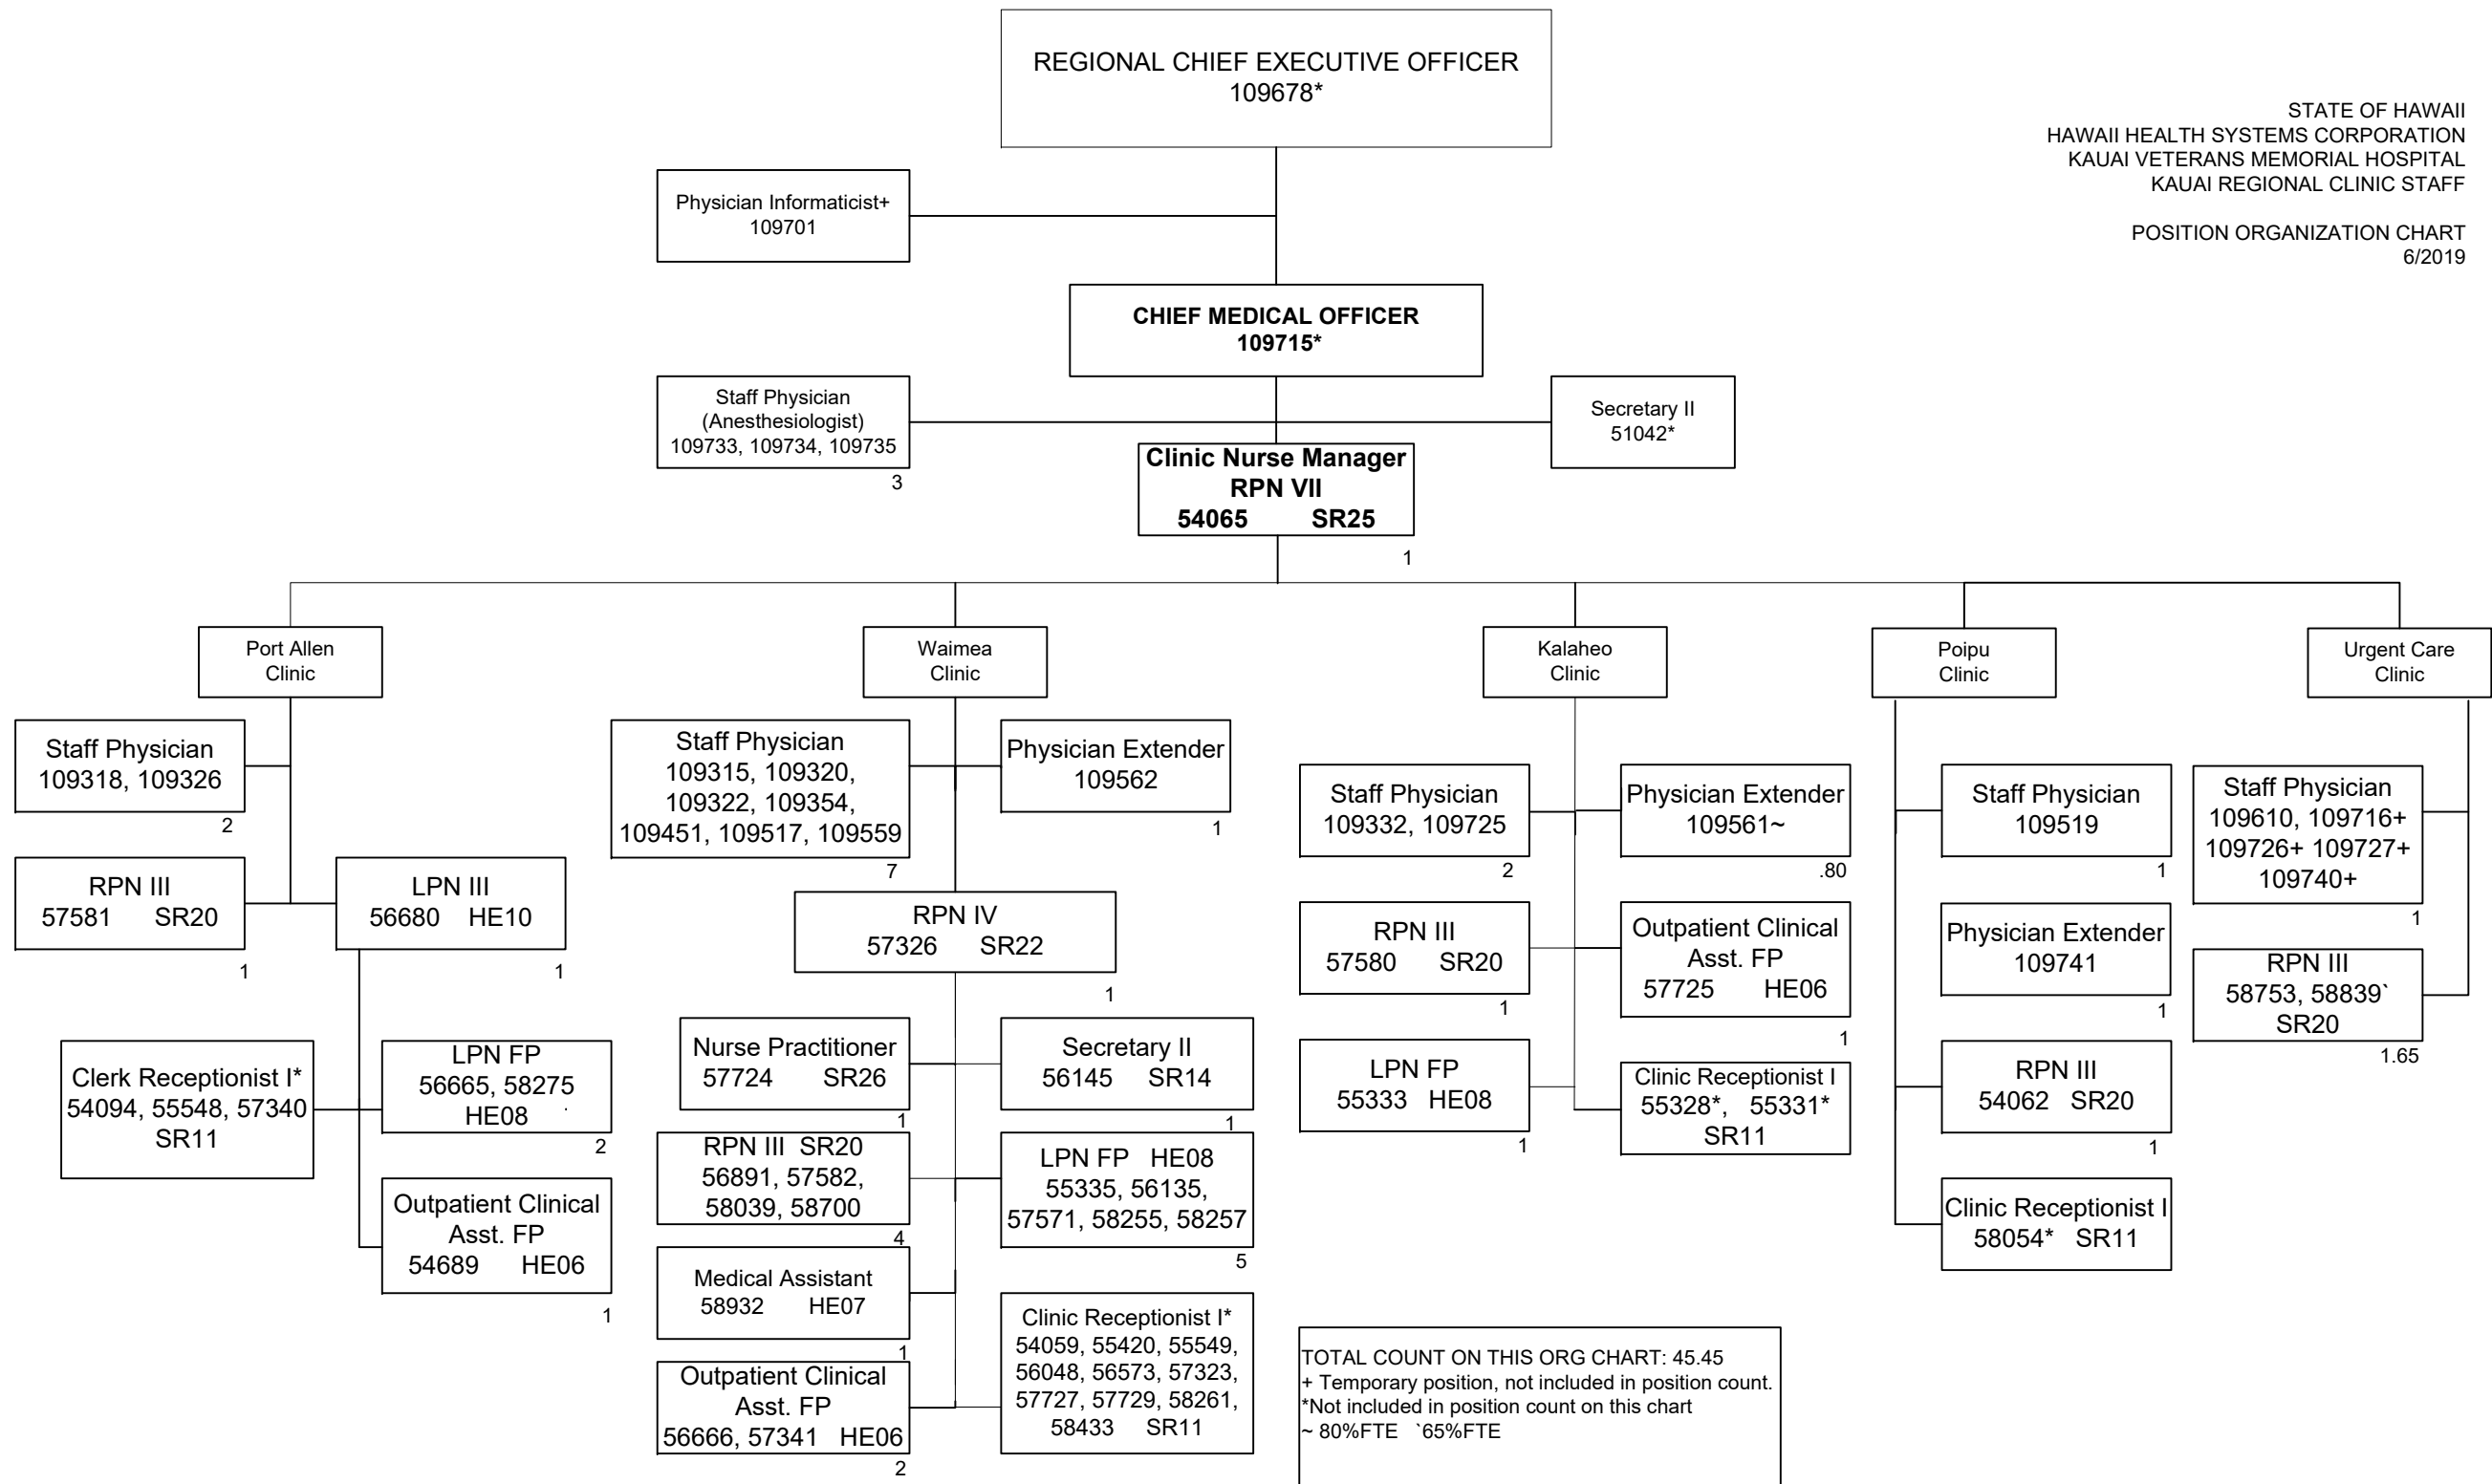 REGIONAL CHIEF EXECUTIVE OFFICER
109678*
STATE OF HAWAII
HAWAII HEALTH SYSTEMS CORPORATION
KAUAI VETERANS MEMORIAL HOSPITAL
KAUAI REGIONAL CLINIC STAFF
POSITION ORGANIZATION CHART
6/2019
Physician Informaticist+
109701
CHIEF MEDICAL OFFICER
109715*
Staff Physician
(Anesthesiologist)
109733, 109734, 109735
3
Secretary II
51042*
Clinic Nurse Manager
RPN VII
54065 SR25
1
Port Allen
Clinic
Staff Physician
109318, 109326
2
RPN III
57581 SR20
1
LPN III
56680 HE10
1
Clerk Receptionist I*
54094, 55548, 57340
SR11
LPN FP
56665, 58275
HE08
2
Outpatient Clinical
Asst. FP
54689 HE06
1
Waimea
Clinic
Staff Physician
109315, 109320,
109322, 109354,
109451, 109517, 109559
7
Physician Extender
109562
1
RPN IV
57326 SR22
1
Nurse Practitioner
57724 SR26
1
Secretary II
56145 SR14
1
RPN III SR20
56891, 57582,
58039, 58700
4
LPN FP HE08
55335, 56135,
57571, 58255, 58257
5
Medical Assistant
58932 HE07
1
Outpatient Clinical
Asst. FP
56666, 57341 HE06
2
Clinic Receptionist I*
54059, 55420, 55549,
56048, 56573, 57323,
57727, 57729, 58261,
58433 SR11
Kalaheo
Clinic
Staff Physician
109332, 109725
2
Physician Extender
109561~
.80
RPN III
57580 SR20
1
Outpatient Clinical
Asst. FP
57725 HE06
1
LPN FP
55333 HE08
1
Clinic Receptionist I
55328*, 55331*
SR11
Poipu
Clinic
Staff Physician
109519
1
Physician Extender
109741
1
RPN III
54062 SR20
1
Clinic Receptionist I
58054* SR11
Urgent Care
Clinic
Staff Physician
109610, 109716+
109726+ 109727+
109740+
1
RPN III
58753, 58839`
SR20
1.65
TOTAL COUNT ON THIS ORG CHART: 45.45
+ Temporary position, not included in position count.
*Not included in position count on this chart
~ 80%FTE `65%FTE